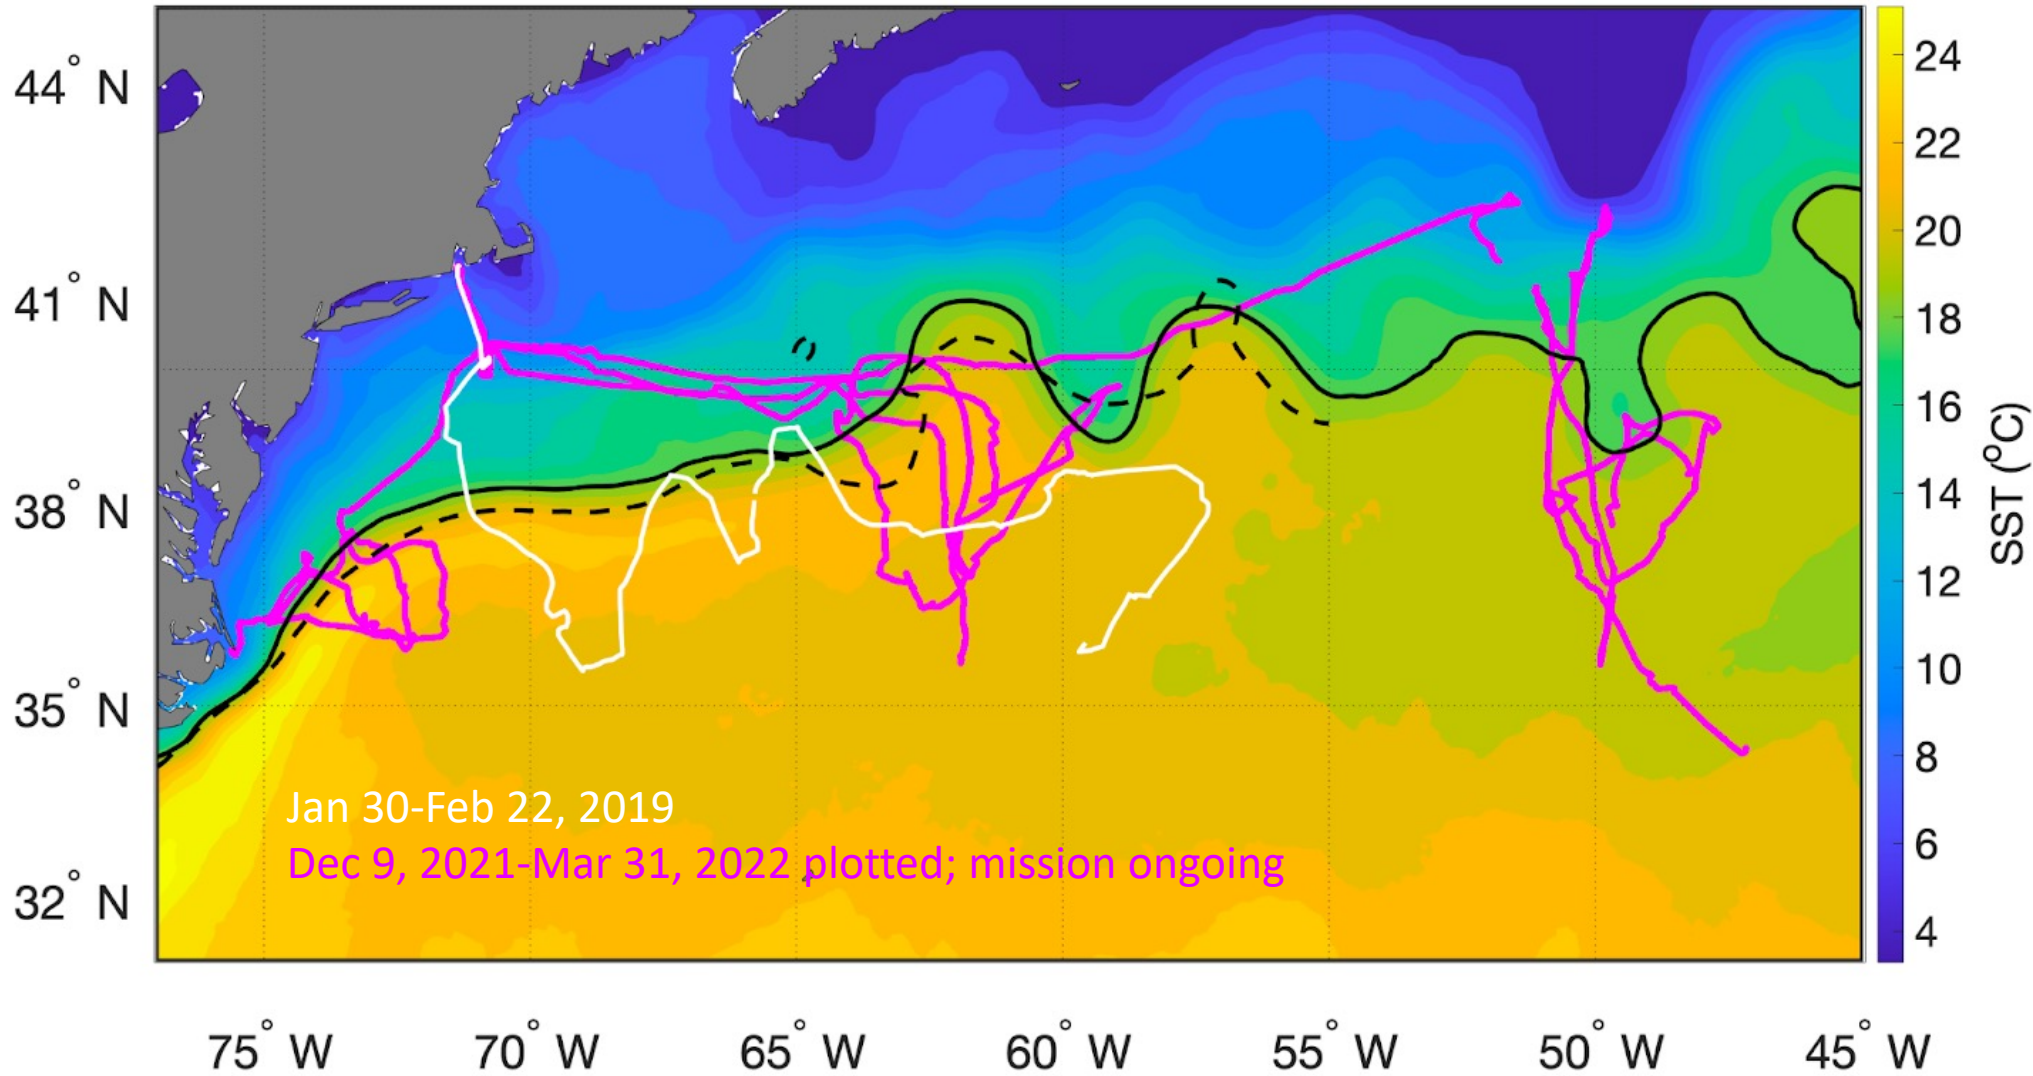 44° N
41° N
38° N
35° N
32° N
75° W
70° W
65° W
60° W
55° W
50° W
45° W
Jan 30-Feb 22, 2019
Dec 9, 2021-Mar 31, 2022 plotted; mission ongoing
24
22
20
18
16
14
12
10
8
6
4
SST (°C)